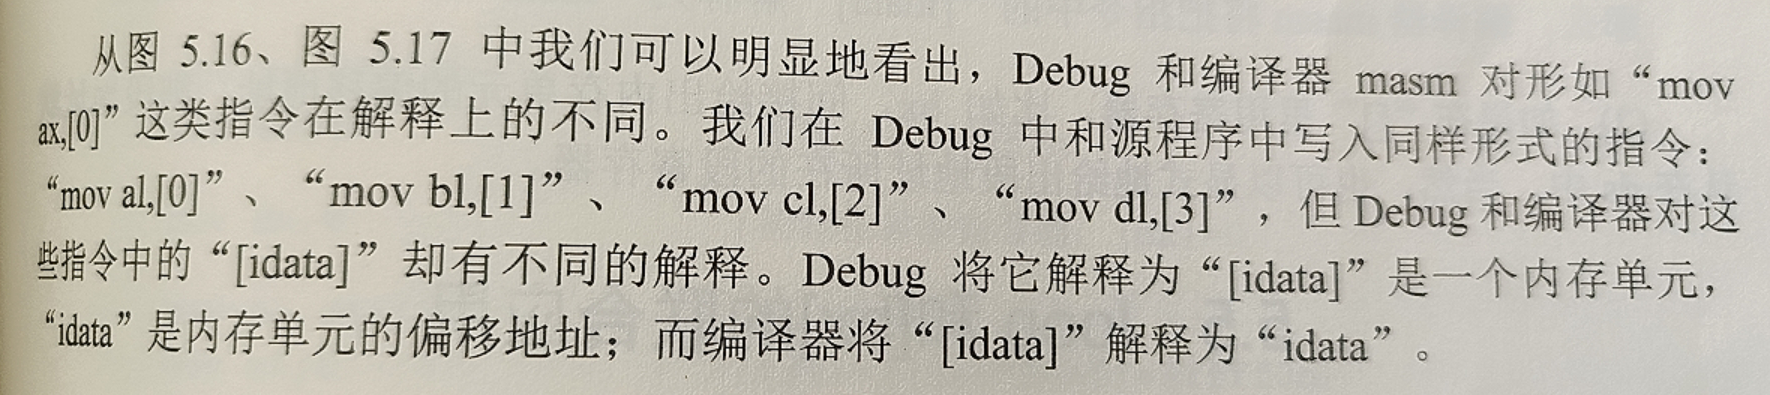 从图 5.16、图 5.17 中我们可以明显地看出，Debug 和编译器 masm 对形如“mov
ax,[0]”这类指令在解释上的不同。我们在 Debug 中和源程序中写入同样形式的指令：
“mov al,[0]”、“mov bl,[1]”、“mov cl,[2]”、“mov dl,[3]”，但 Debug 和编译器对这
些指令中的“[idata]”却有不同的解释。Debug 将它解释为“[idata]”是一个内存单元，
“idata”是内存单元的偏移地址；而编译器将“[idata]”解释为“idata”。